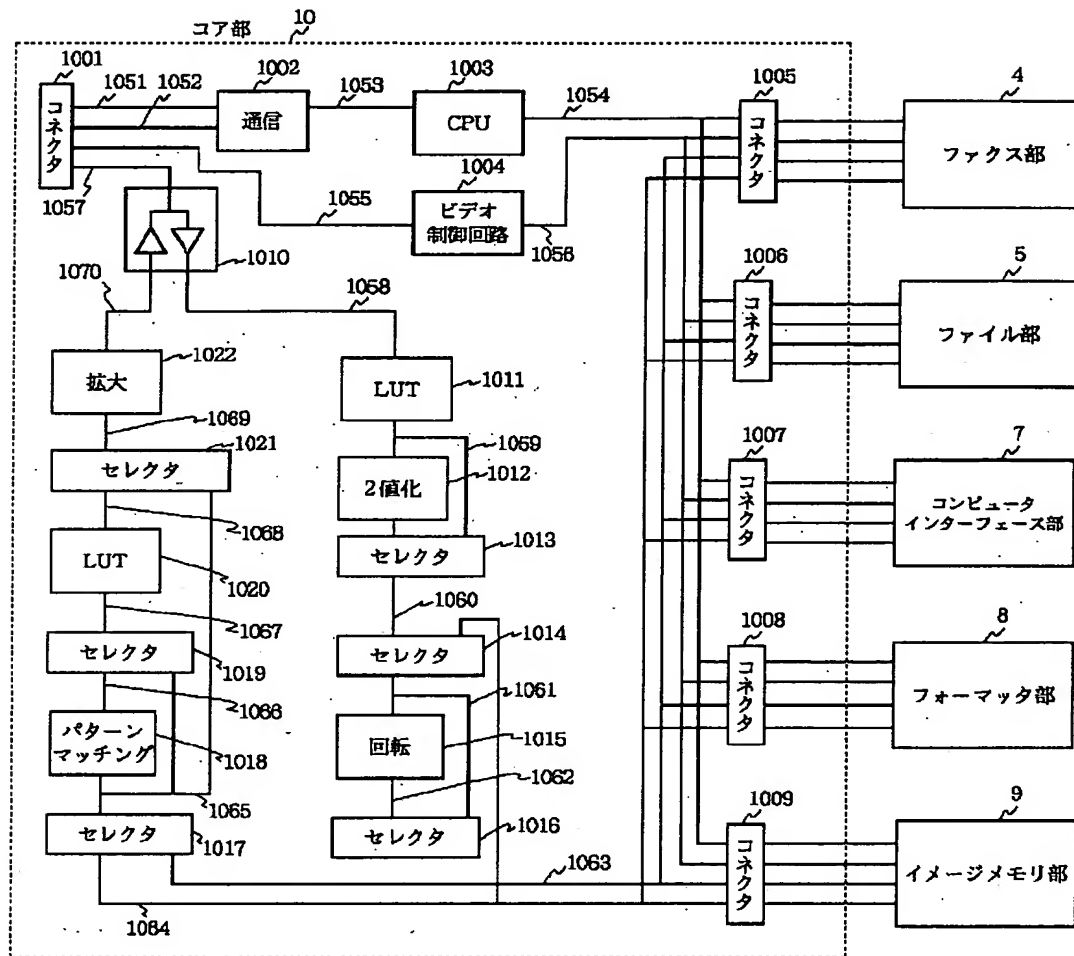 コア部
10
1001
コネクタ
1051
1052
1002
通信
1053
1003
CPU
1054
1005
コネクタ
4
ファクス部
1057
1004
ビデオ
制御回路
1055
1056
1010
1070
1058
1006
コネクタ
5
ファイル部
1022
拡大
1011
LUT
1069
1021
セレクタ
1059
1012
2値化
1007
コネクタ
7
コンピュータ
インターフェース部
1068
1013
セレクタ
LUT
1020
1060
1067
1014
セレクタ
1008
コネクタ
8
フォーマッタ部
セレクタ
1019
1066
1061
パターン
マッチング
1018
回転
1015
1062
1065
1009
コネクタ
9
イメージメモリ部
セレクタ
1017
セレクタ
1016
1063
1064